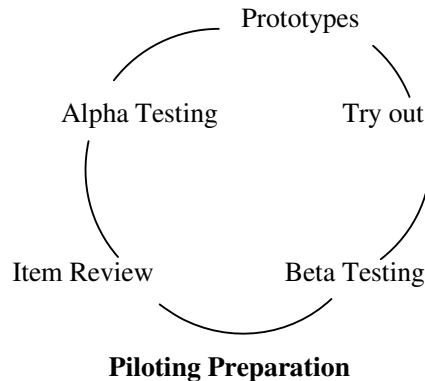 Prototypes
Alpha Testing
Try out
Item Review
Beta Testing
Piloting Preparation